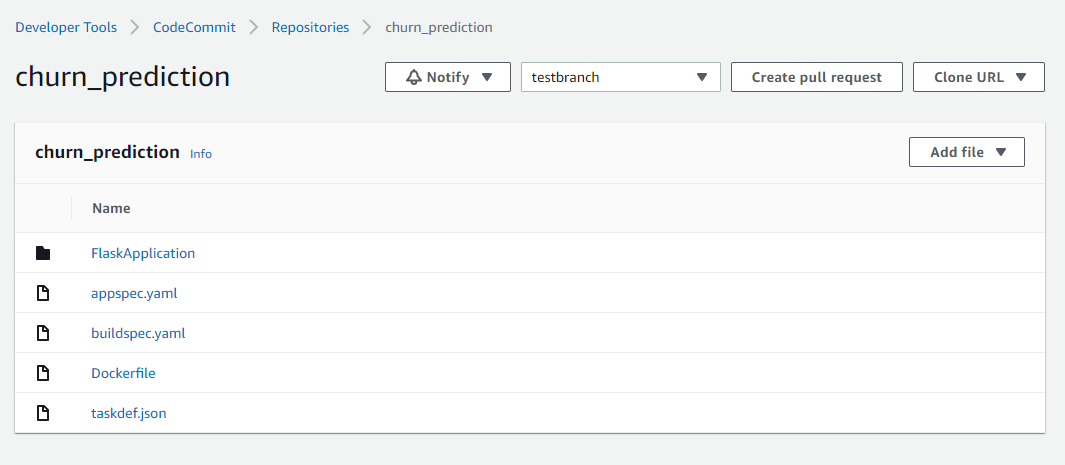 Developer Tools CodeCommit Repositories churn_prediction
churn_prediction Notify testbranch Create pull request Clone URL
churn_prediction Info Add file
Name
FlaskApplication
appspec.yaml
buildspec.yaml
Dockerfile
taskdef.json